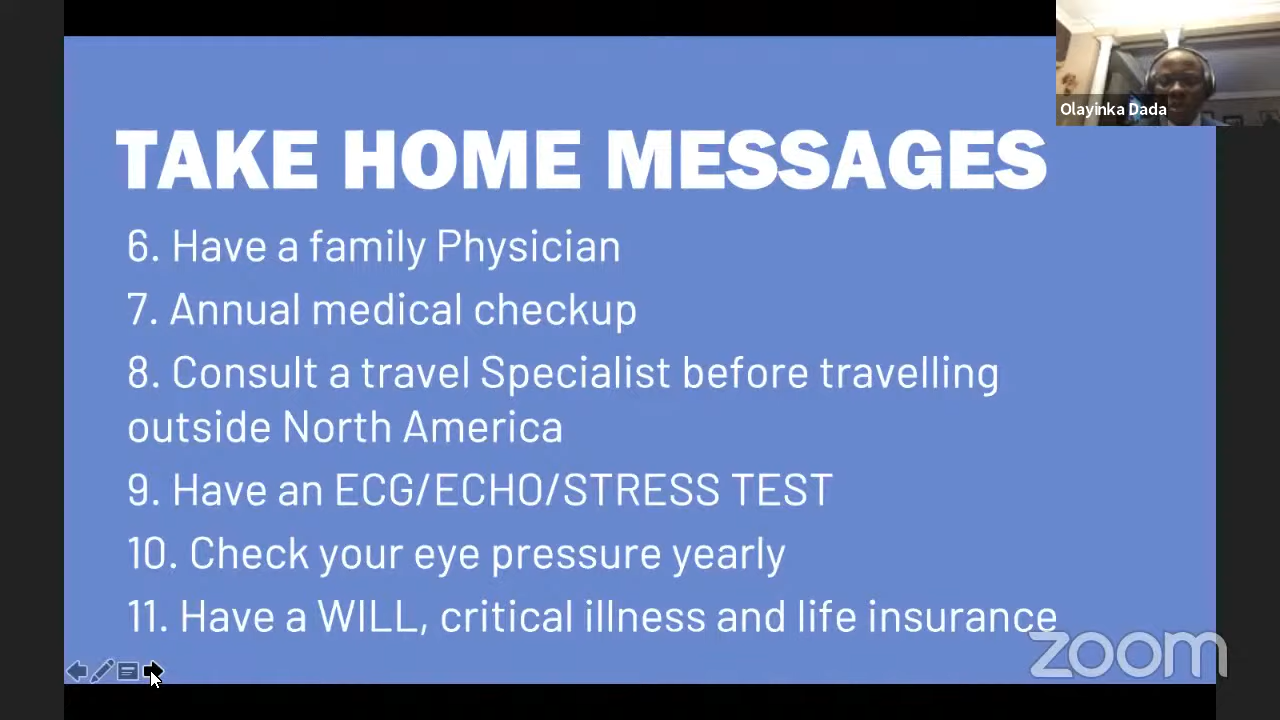 Olayinka Dada
TAKE HOME MESSAGES
6. Have a family Physician
7. Annual medical checkup
8. Consult a travel Specialist before travelling
outside North America
9. Have an ECG/ECHO/STRESS TEST
10. Check your eye pressure yearly
11. Have a WILL, critical illness and life insurance
zoom